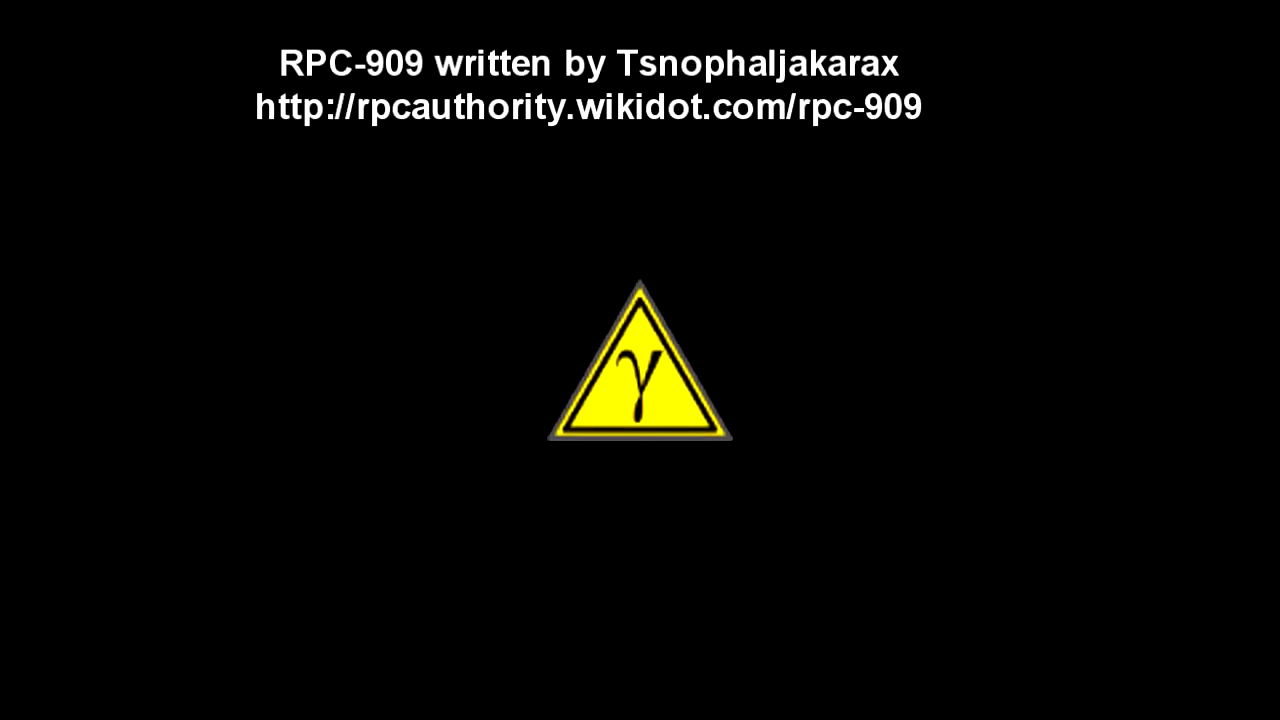 RPC-909 written by Tsnophaljakarax
http://rpcauthority.wikidot.com/rpc-909
γ